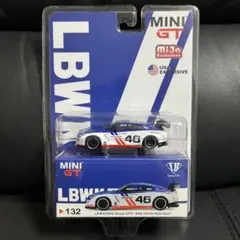 MINI GT
MiJo
Exclusives
USA EXCLUSIVE
LBWK
46
MINI GT
LBWK
46
▶132